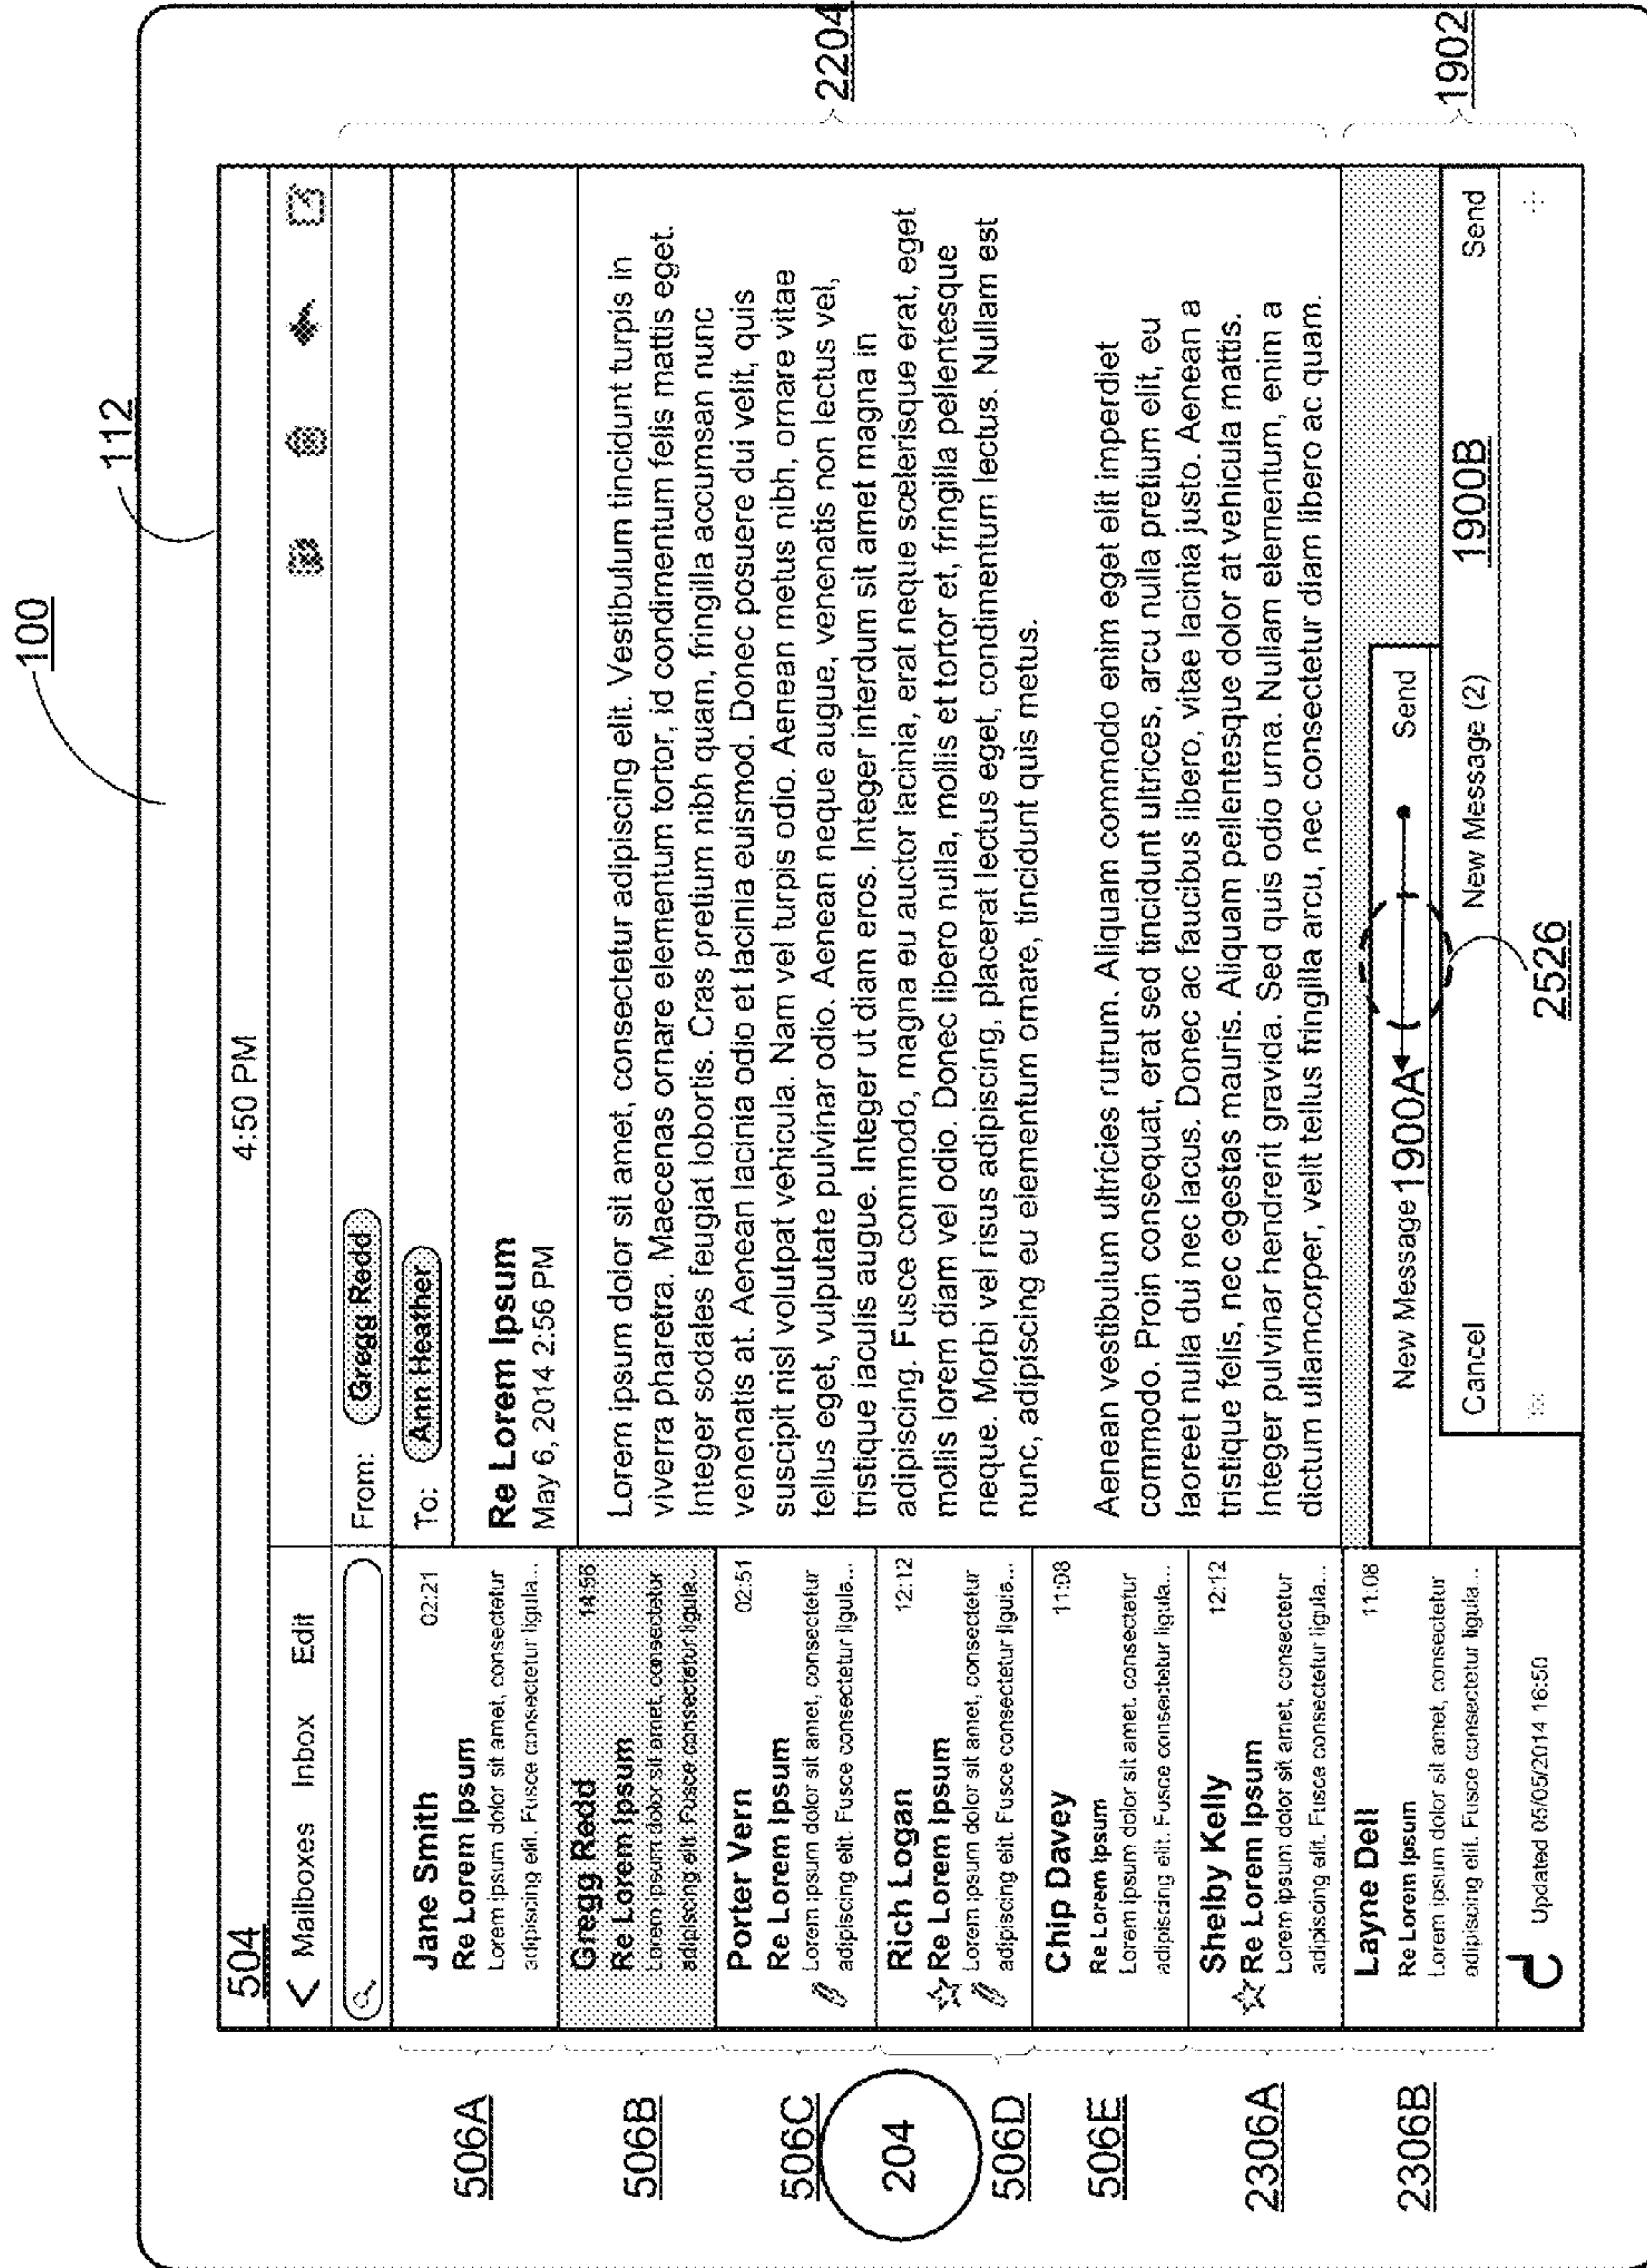 100
112
504
4:50 PM
< Mailboxes Inbox Edit
From: Gregg Redd
To: Ann Heather
506A
Jane Smith 02:21
Re Lorem Ipsum
Lorem ipsum dolor sit amet, consectetur
adipiscing elit. Fusce consectetur ligula...
506B
Gregg Redd 14:56
Re Lorem Ipsum
Lorem ipsum dolor sit amet, consectetur
adipiscing elit. Fusce consectetur ligula...
506C
Porter Vern 02:51
Re Lorem Ipsum
Lorem ipsum dolor sit amet, consectetur
adipiscing elit. Fusce consectetur ligula...
204
506D
Rich Logan 12:12
Re Lorem Ipsum
Lorem ipsum dolor sit amet, consectetur
adipiscing elit. Fusce consectetur ligula...
506E
Chip Davey 11:08
Re Lorem Ipsum
Lorem ipsum dolor sit amet, consectetur
adipiscing elit. Fusce consectetur ligula...
2306A
Shelby Kelly 12:12
Re Lorem Ipsum
Lorem ipsum dolor sit amet, consectetur
adipiscing elit. Fusce consectetur ligula...
2306B
Layne Dell 11:08
Re Lorem Ipsum
Lorem ipsum dolor sit amet, consectetur
adipiscing elit. Fusce consectetur ligula...
Updated 05/05/2014 16:50
Re Lorem Ipsum
May 6, 2014 2:56 PM
Lorem ipsum dolor sit amet, consectetur adipiscing elit. Vestibulum tincidunt turpis in
viverra pharetra. Maecenas ornare elementum tortor, id condimentum felis mattis eget.
Integer sodales feugiat lobortis. Cras pretium nibh quam, fringilla accumsan nunc
venenatis at. Aenean lacinia odio et lacinia euismod. Donec posuere dui velit, quis
suscipit nisl volutpat vehicula. Nam vel turpis odio. Aenean metus nibh, ornare vitae
tellus eget, vulputate pulvinar odio. Aenean neque augue, venenatis non lectus vel,
tristique iaculis augue. Integer ut diam eros. Integer interdum sit amet magna in
adipiscing. Fusce commodo, magna eu auctor lacinia, erat neque scelerisque erat, eget
mollis lorem diam vel odio. Donec libero nulla, mollis et tortor et, fringilla pellentesque
neque. Morbi vel risus adipiscing, placerat lectus eget, condimentum lectus. Nullam est
nunc, adipiscing eu elementum ornare, tincidunt quis metus.
Aenean vestibulum ultricies rutrum. Aliquam commodo enim eget elit imperdiet
commodo. Proin consequat, erat sed tincidunt ultrices, arcu nulla pretium elit, eu
laoreet nulla dui nec lacus. Donec ac faucibus libero, vitae lacinia justo. Aenean a
tristique felis, nec egestas mauris. Aliquam pellentesque dolor at vehicula mattis.
Integer pulvinar hendrerit gravida. Sed quis odio urna. Nullam elementum, enim a
dictum ullamcorper, velit tellus fringilla arcu, nec consectetur diam libero ac quam.
2204
New Message 1900A Send
Cancel New Message (2) 1900B Send
2526
1902